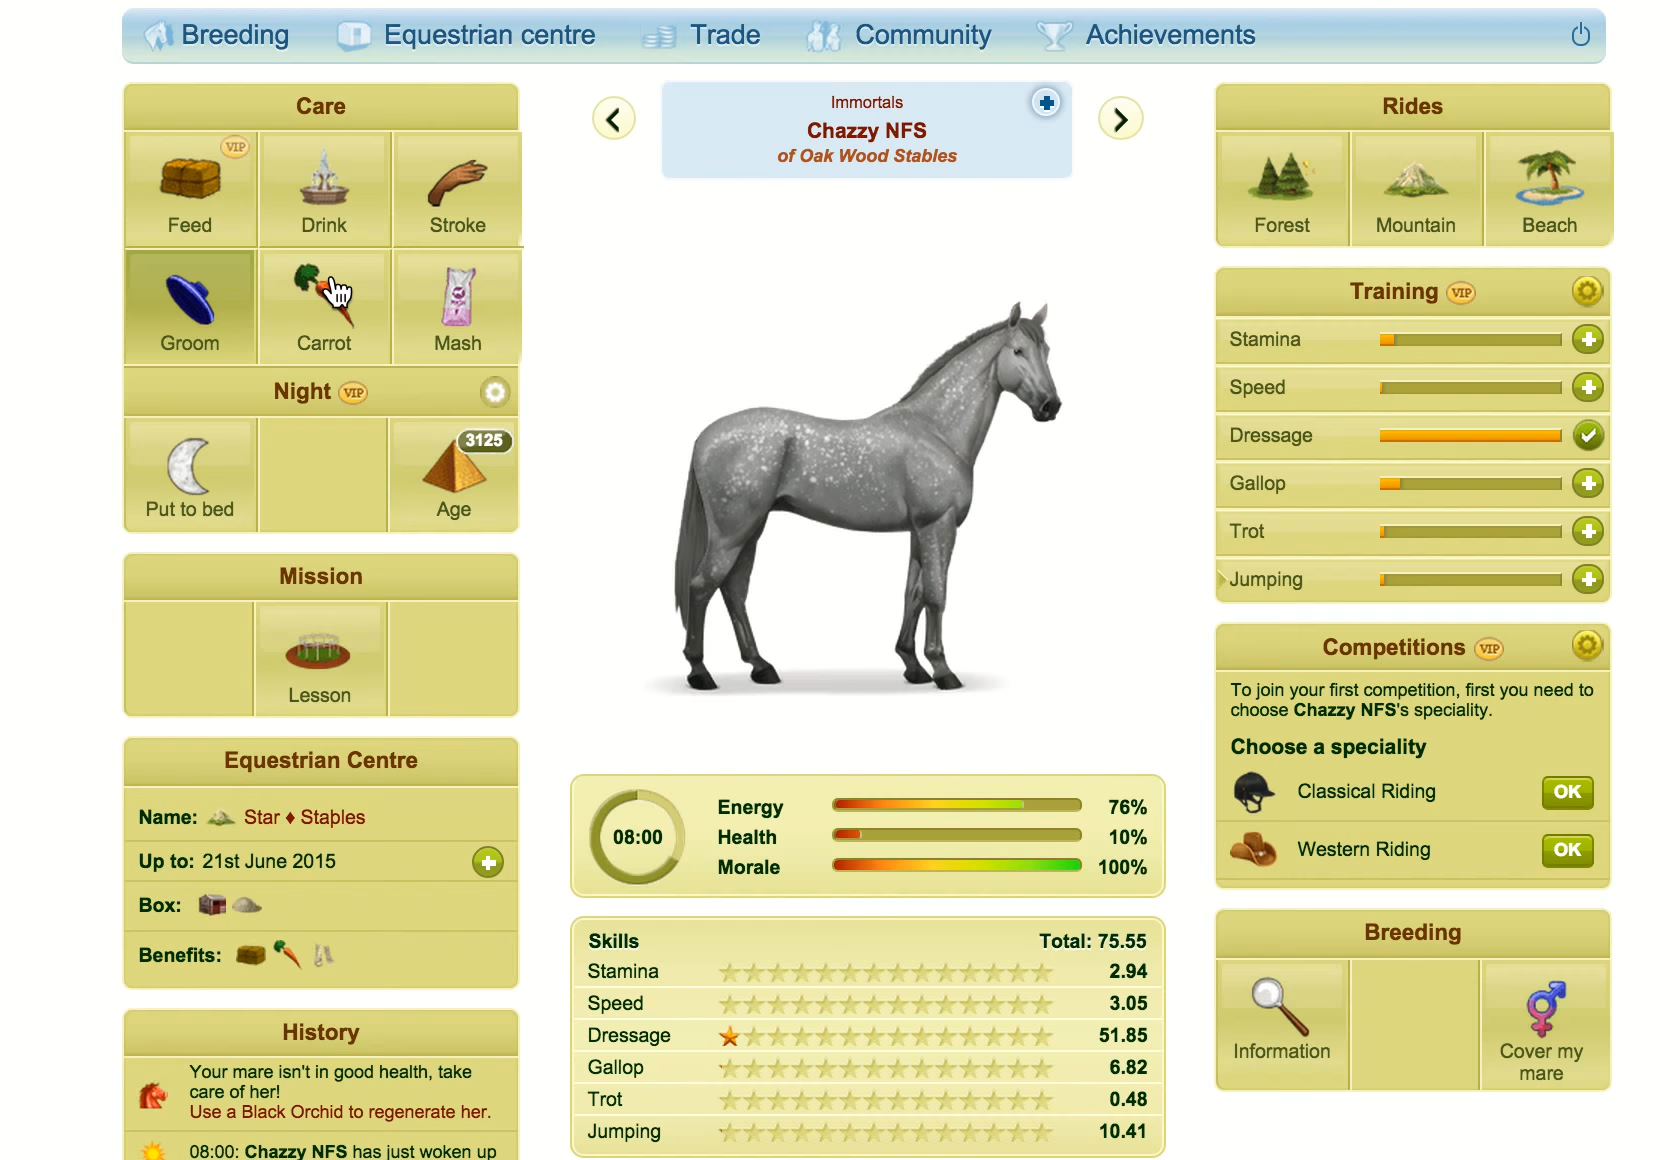 Breeding Equestrian centre Trade Community Achievements
Care
VIP
Feed Drink Stroke
Groom Carrot Mash
Night VIP
3125
Put to bed Age
Mission
Lesson
Equestrian Centre
Name: Star ♦ Staþles
Up to: 21st June 2015
Box:
Benefits:
History
Your mare isn't in good health, take
care of her!
Use a Black Orchid to regenerate her.
08:00: Chazzy NFS has just woken up
Immortals
Chazzy NFS
of Oak Wood Stables
08:00
Energy 76%
Health 10%
Morale 100%
Skills Total: 75.55
Stamina 2.94
Speed 3.05
Dressage 51.85
Gallop 6.82
Trot 0.48
Jumping 10.41
Rides
Forest Mountain Beach
Training VIP
Stamina
Speed
Dressage
Gallop
Trot
Jumping
Competitions VIP
To join your first competition, first you need to
choose Chazzy NFS's speciality.
Choose a speciality
Classical Riding OK
Western Riding OK
Breeding
Information Cover my
mare